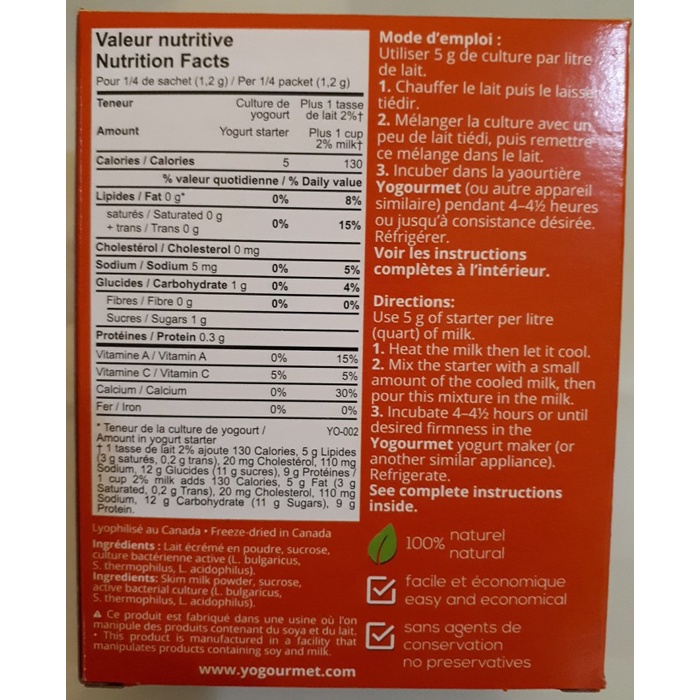 Valeur nutritive
Nutrition Facts
Pour 1/4 de sachet (1,2 g) / Per 1/4 packet (1,2 g)
Teneur Culture de yogourt Plus 1 tasse de lait 2%†
Amount Yogurt starter Plus 1 cup 2% milk†
Calories / Calories 5 130
% valeur quotidienne / % Daily value
Lipides / Fat 0 g* 0% 8%
saturés / Saturated 0 g
+ trans / Trans 0 g 0% 15%
Cholestérol / Cholesterol 0 mg
Sodium / Sodium 5 mg 0% 5%
Glucides / Carbohydrate 1 g 0% 4%
Fibres / Fibre 0 g 0% 0%
Sucres / Sugars 1 g
Protéines / Protein 0.3 g
Vitamine A / Vitamin A 0% 15%
Vitamine C / Vitamin C 5% 5%
Calcium / Calcium 0% 30%
Fer / Iron 0% 0%
* Teneur de la culture de yogourt / YO-002
Amount in yogurt starter
† 1 tasse de lait 2% ajoute 130 Calories, 5 g Lipides
(3 g saturés, 0,2 g trans), 20 mg Cholestérol, 110 mg
Sodium, 12 g Glucides (11 g sucres), 9 g Protéines /
1 cup 2% milk adds 130 Calories, 5 g Fat (3 g
Saturated, 0,2 g Trans), 20 mg Cholesterol, 110 mg
Sodium, 12 g Carbohydrate (11 g Sugars), 9 g
Protein.
Lyophilisé au Canada • Freeze-dried in Canada
Ingrédients : Lait écrémé en poudre, sucrose,
culture bactérienne active (L. bulgaricus,
S. thermophilus, L. acidophilus).
Ingredients: Skim milk powder, sucrose,
active bacterial culture (L. bulgaricus,
S. thermophilus, L. acidophilus).
Ce produit est fabriqué dans une usine où l'on
manipule des produits contenant du soya et du lait.
• This product is manufactured in a facility that
manipulates products containing soy and milk.
www.yogourmet.com
Mode d'emploi :
Utiliser 5 g de culture par litre
de lait.
1. Chauffer le lait puis le laisser
tiédir.
2. Mélanger la culture avec un
peu de lait tiédi, puis remettre
ce mélange dans le lait.
3. Incuber dans la yaourtière
Yogourmet (ou autre appareil
similaire) pendant 4–4½ heures
ou jusqu'à consistance désirée.
Réfrigérer.
Voir les instructions
complètes à l'intérieur.
Directions:
Use 5 g of starter per litre
(quart) of milk.
1. Heat the milk then let it cool.
2. Mix the starter with a small
amount of the cooled milk, then
pour this mixture in the milk.
3. Incubate 4–4½ hours or until
desired firmness in the
Yogourmet yogurt maker (or
another similar appliance).
Refrigerate.
See complete instructions
inside.
100% naturel
natural
facile et économique
easy and economical
sans agents de
conservation
no preservatives